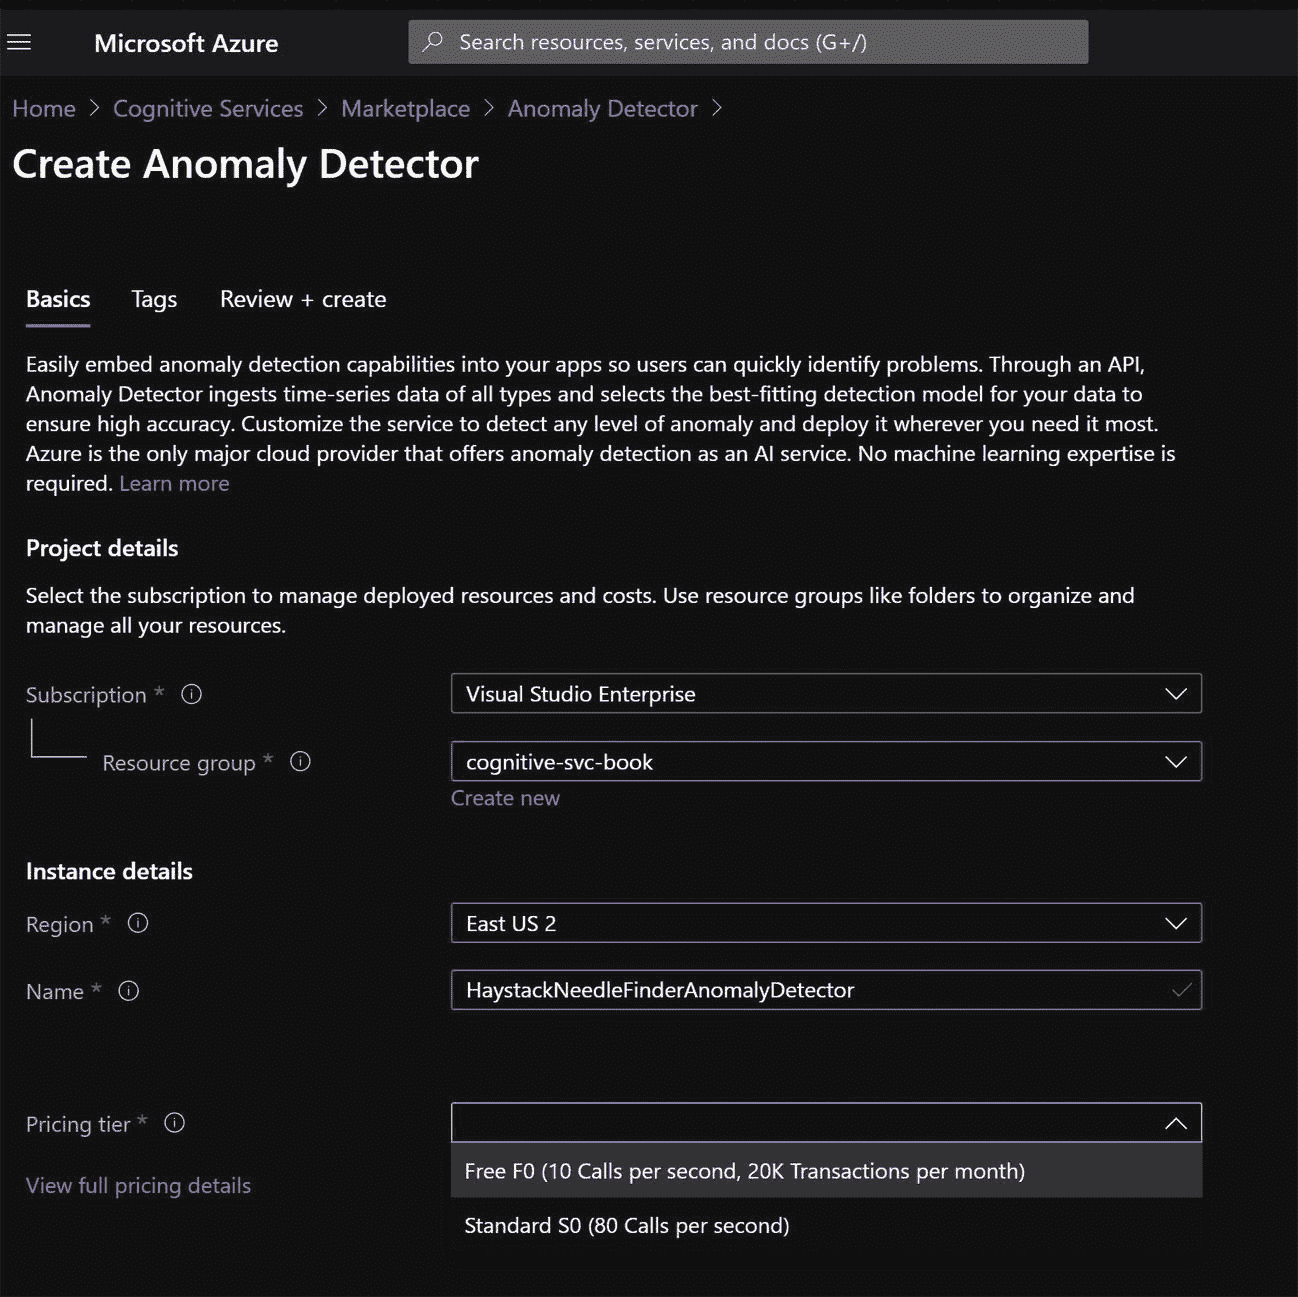 Microsoft Azure
Search resources, services, and docs (G+/)
Home > Cognitive Services > Marketplace > Anomaly Detector >
Create Anomaly Detector
Basics Tags Review + create
Easily embed anomaly detection capabilities into your apps so users can quickly identify problems. Through an API,
Anomaly Detector ingests time-series data of all types and selects the best-fitting detection model for your data to
ensure high accuracy. Customize the service to detect any level of anomaly and deploy it wherever you need it most.
Azure is the only major cloud provider that offers anomaly detection as an AI service. No machine learning expertise is
required. Learn more
Project details
Select the subscription to manage deployed resources and costs. Use resource groups like folders to organize and
manage all your resources.
Subscription * Visual Studio Enterprise
Resource group * cognitive-svc-book
Create new
Instance details
Region * East US 2
Name * HaystackNeedleFinderAnomalyDetector
Pricing tier *
Free F0 (10 Calls per second, 20K Transactions per month)
View full pricing details
Standard S0 (80 Calls per second)